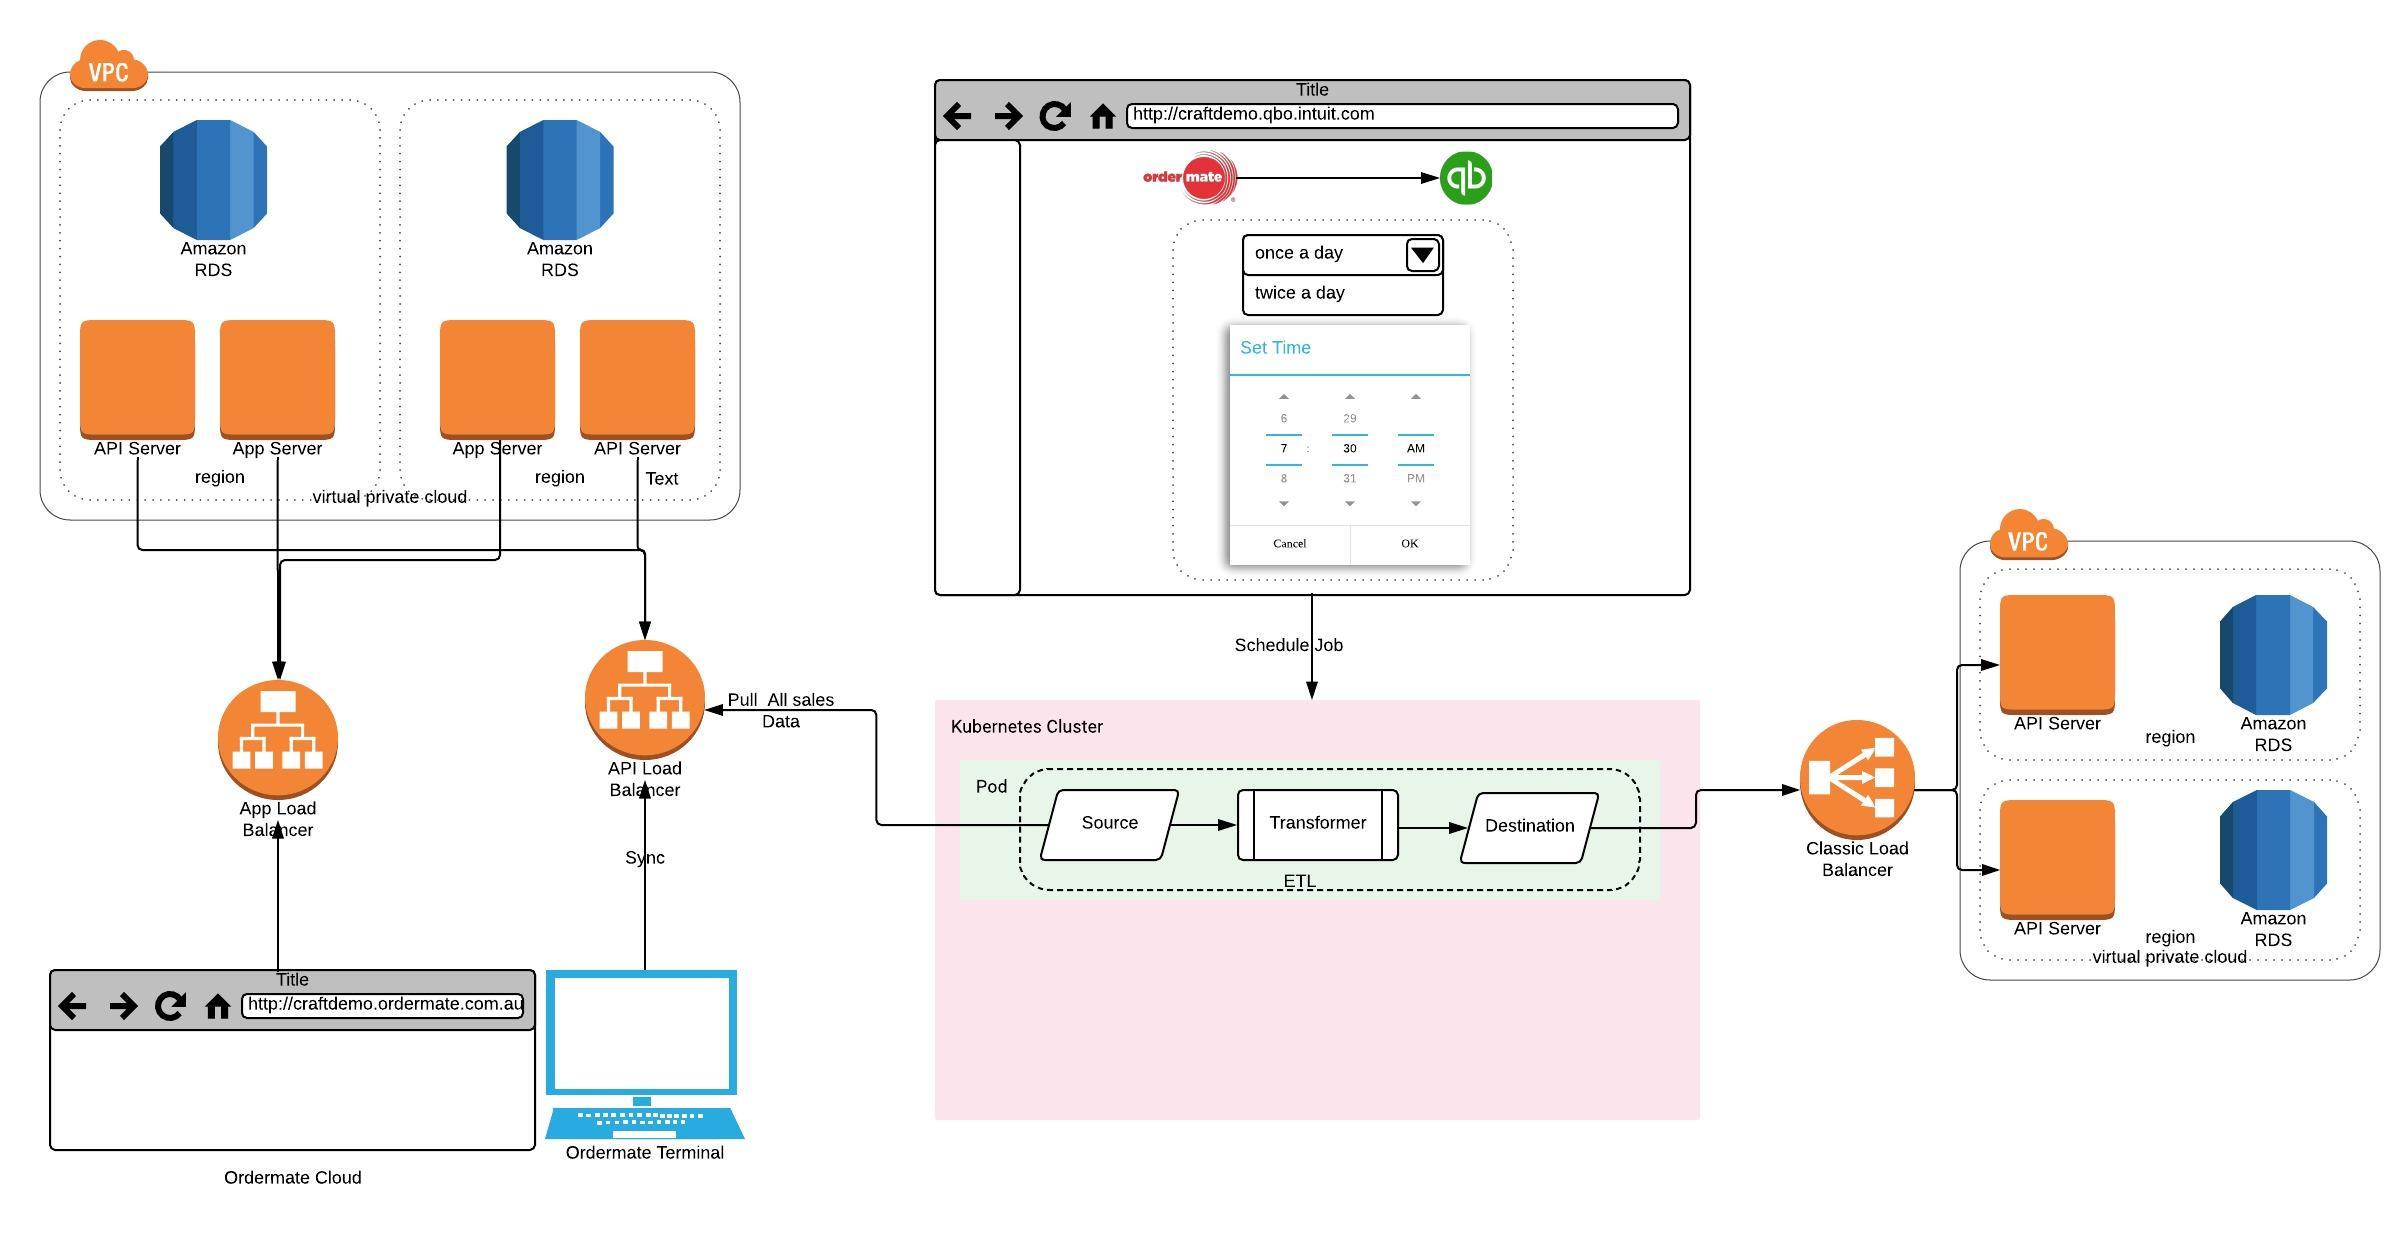 VPC
Amazon
RDS
Amazon
RDS
API Server
App Server
App Server
API Server
region
region
Text
virtual private cloud
Title
http://craftdemo.qbo.intuit.com
order mate
®
qb
once a day
twice a day
Set Time
6
29
7
:
30
AM
8
31
PM
Cancel
OK
Schedule Job
App Load
Balancer
API Load
Balancer
Pull  All sales
Data
Sync
Kubernetes Cluster
Pod
Source
Transformer
Destination
ETL
Classic Load
Balancer
VPC
API Server
Amazon
RDS
region
API Server
Amazon
RDS
region
virtual private cloud
Title
http://craftdemo.ordermate.com.au
Ordermate Cloud
Ordermate Terminal